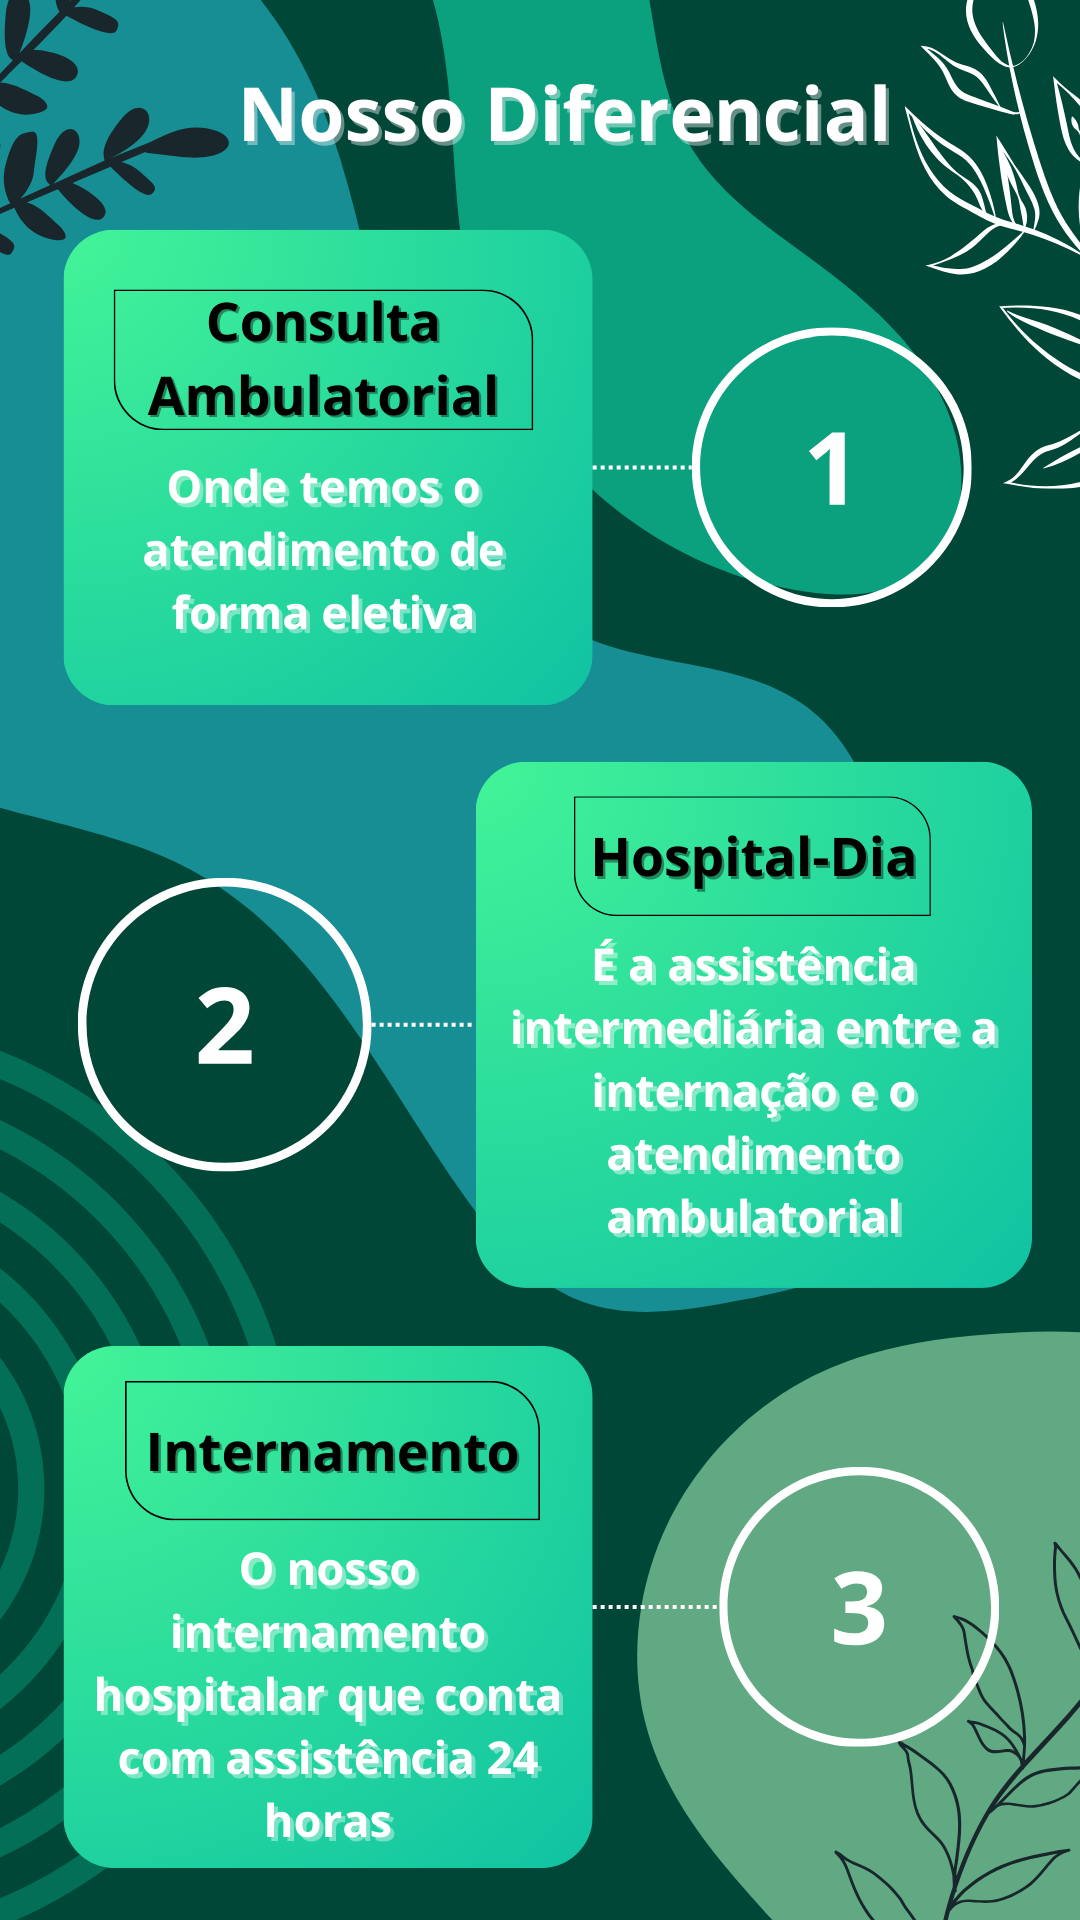 Nosso Diferencial
Consulta
Ambulatorial
Onde temos o
atendimento de
forma eletiva
1
Hospital-Dia
É a assistência
intermediária entre a
internação e o
atendimento
ambulatorial
2
Internamento
O nosso
internamento
hospitalar que conta
com assistência 24
horas
3